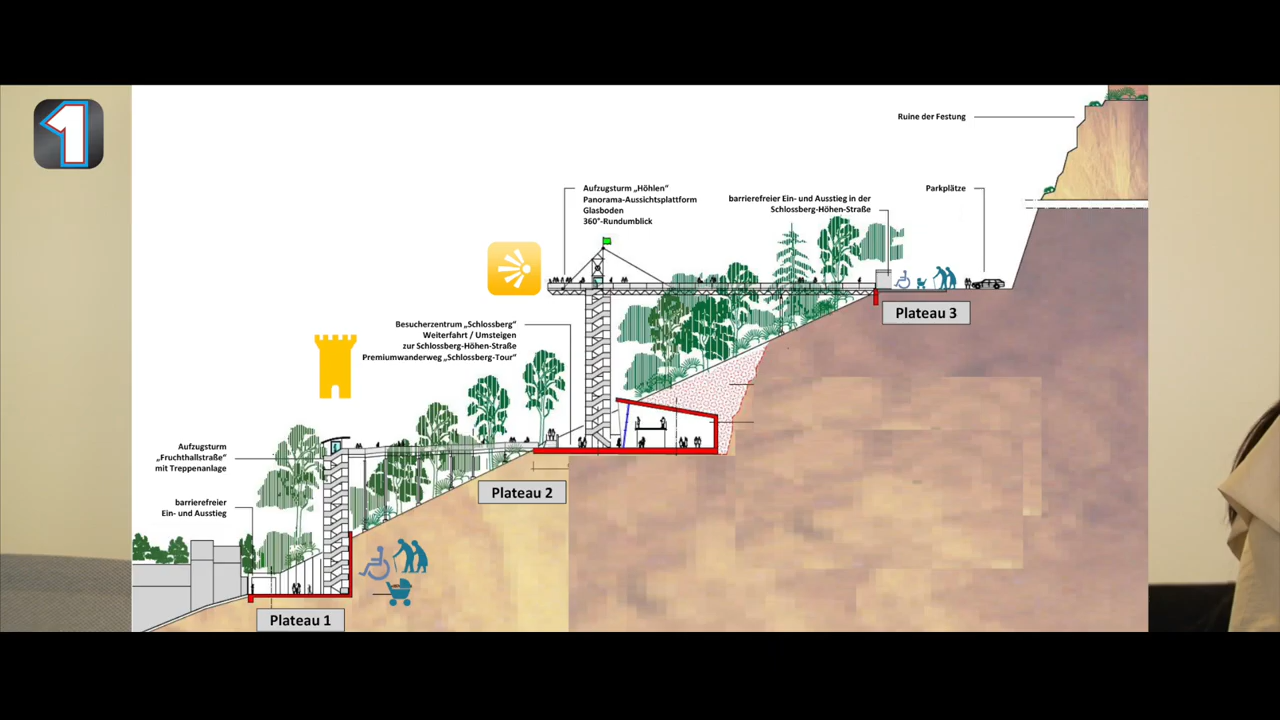 1
Ruine der Festung
Aufzugsturm „Höhlen“
Panorama-Aussichtsplattform
Glasboden
360°-Rundumblick
barrierefreier Ein- und Ausstieg in der
Schlossberg-Höhen-Straße
Parkplätze
Plateau 3
Besucherzentrum „Schlossberg“
Weiterfahrt / Umsteigen
zur Schlossberg-Höhen-Straße
Premiumwanderweg „Schlossberg-Tour“
Aufzugsturm
„Fruchthallstraße“
mit Treppenanlage
Plateau 2
barrierefreier
Ein- und Ausstieg
Plateau 1